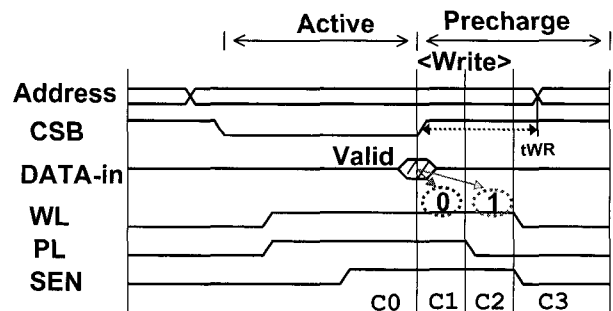 Active Precharge
<Write>
Address
CSB
tWR
Valid
DATA-in
0 1
WL
PL
SEN
C0 C1 C2 C3